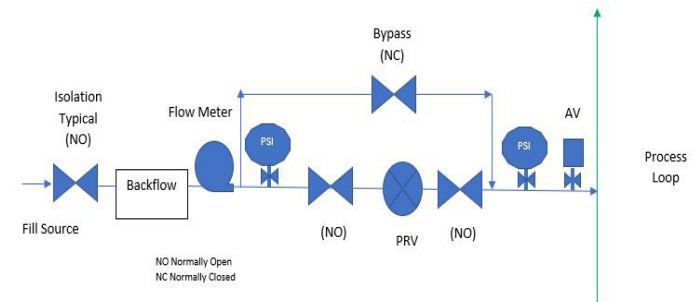 Bypass
(NC)
Isolation
Typical
(NO)
Flow Meter
AV
PSI
PSI
Process
Loop
Backflow
Fill Source
(NO)
PRV
(NO)
NO Normally Open
NC Normally Closed